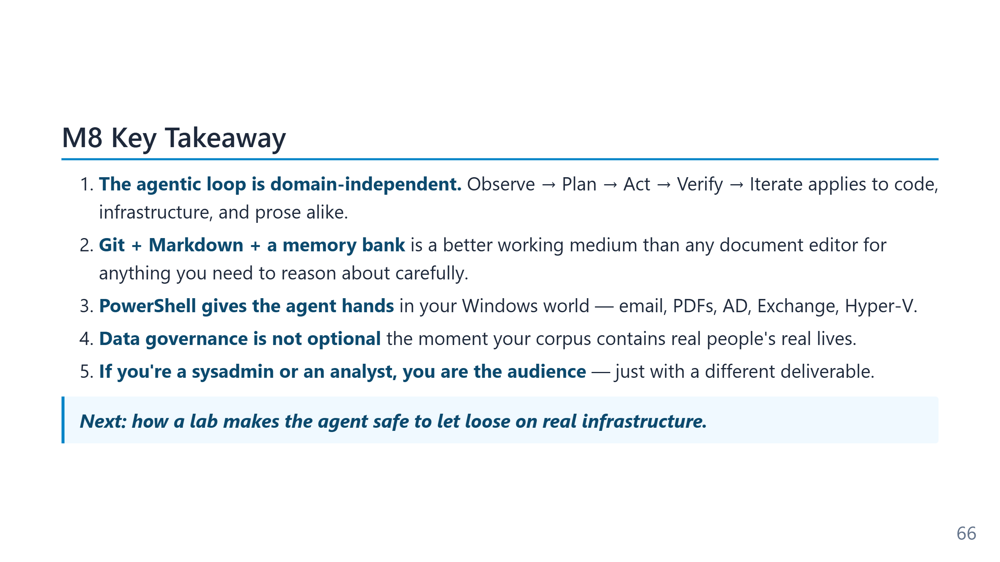 M8 Key Takeaway
1. The agentic loop is domain-independent. Observe → Plan → Act → Verify → Iterate applies to code,
infrastructure, and prose alike.
2. Git + Markdown + a memory bank is a better working medium than any document editor for
anything you need to reason about carefully.
3. PowerShell gives the agent hands in your Windows world — email, PDFs, AD, Exchange, Hyper-V.
4. Data governance is not optional the moment your corpus contains real people's real lives.
5. If you're a sysadmin or an analyst, you are the audience — just with a different deliverable.
Next: how a lab makes the agent safe to let loose on real infrastructure.
66